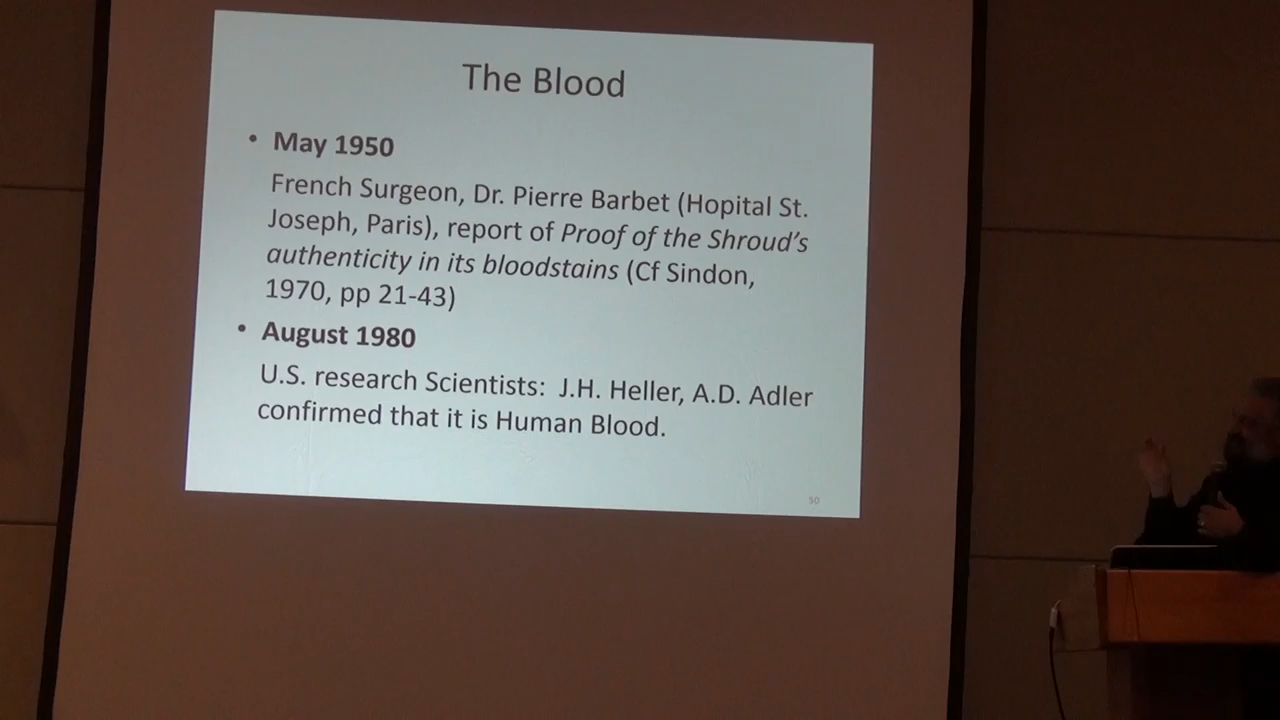 The Blood
• May 1950
French Surgeon, Dr. Pierre Barbet (Hopital St.
Joseph, Paris), report of Proof of the Shroud's
authenticity in its bloodstains (Cf Sindon,
1970, pp 21-43)
• August 1980
U.S. research Scientists: J.H. Heller, A.D. Adler
confirmed that it is Human Blood.
50